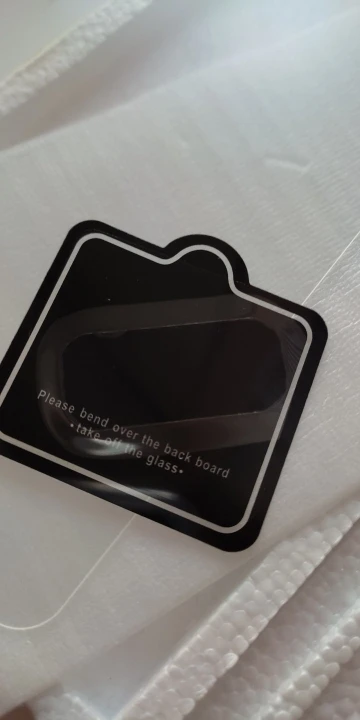 Please bend over the back board
•take off the glass•